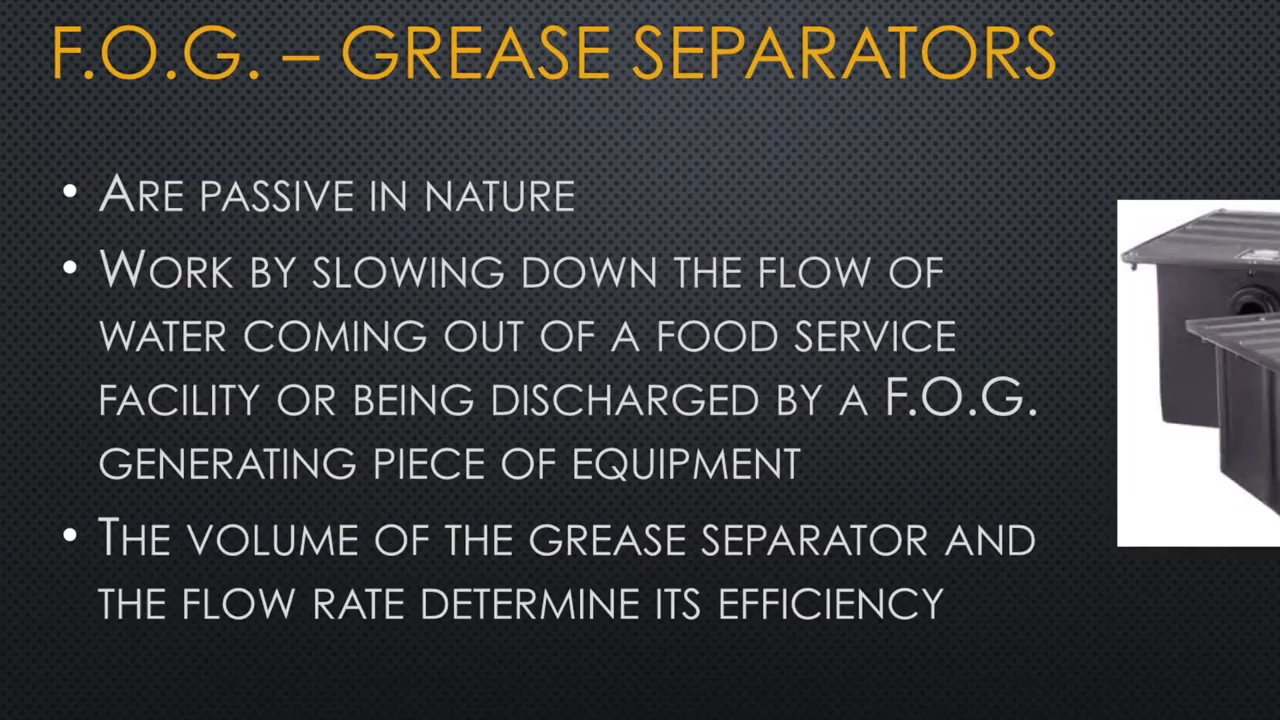 F.O.G. – GREASE SEPARATORS
• ARE PASSIVE IN NATURE
• WORK BY SLOWING DOWN THE FLOW OF
WATER COMING OUT OF A FOOD SERVICE
FACILITY OR BEING DISCHARGED BY A F.O.G.
GENERATING PIECE OF EQUIPMENT
• THE VOLUME OF THE GREASE SEPARATOR AND
THE FLOW RATE DETERMINE ITS EFFICIENCY